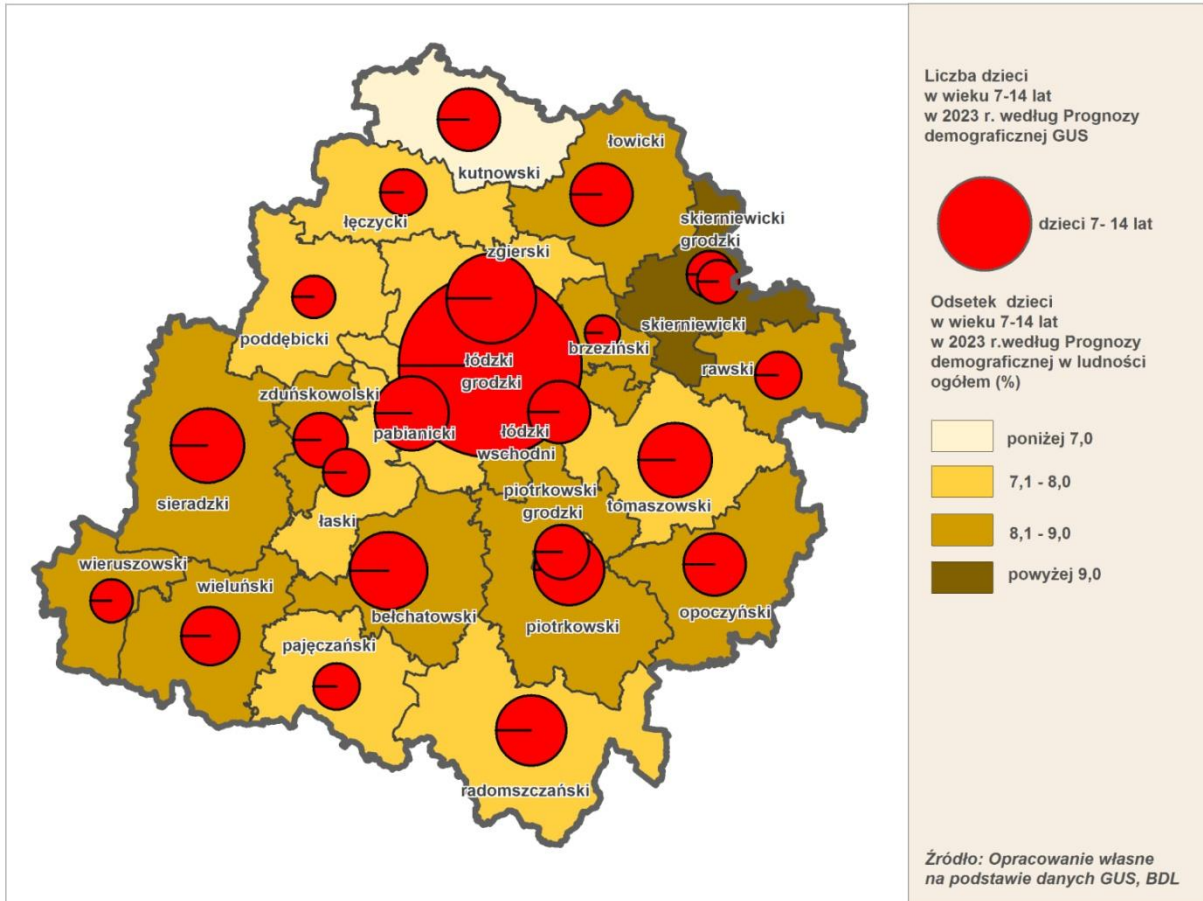 kutnowski
łowicki
łęczycki
skierniewicki
grodzki
zgierski
skierniewicki
poddębicki
brzeziński
łódzki
grodzki
rawski
zduńskowolski
pabianicki
łódzki
wschodni
sieradzki
piotrkowski
grodzki
tomaszowski
łaski
wieruszowski
wieluński
bełchatowski
piotrkowski
opoczyński
pajęczański
radomszczański
Liczba dzieci
w wieku 7-14 lat
w 2023 r. według Prognozy
demograficznej GUS
dzieci 7- 14 lat
Odsetek dzieci
w wieku 7-14 lat
w 2023 r.według Prognozy
demograficznej w ludności
ogółem (%)
poniżej 7,0
7,1 - 8,0
8,1 - 9,0
powyżej 9,0
Źródło: Opracowanie własne
na podstawie danych GUS, BDL